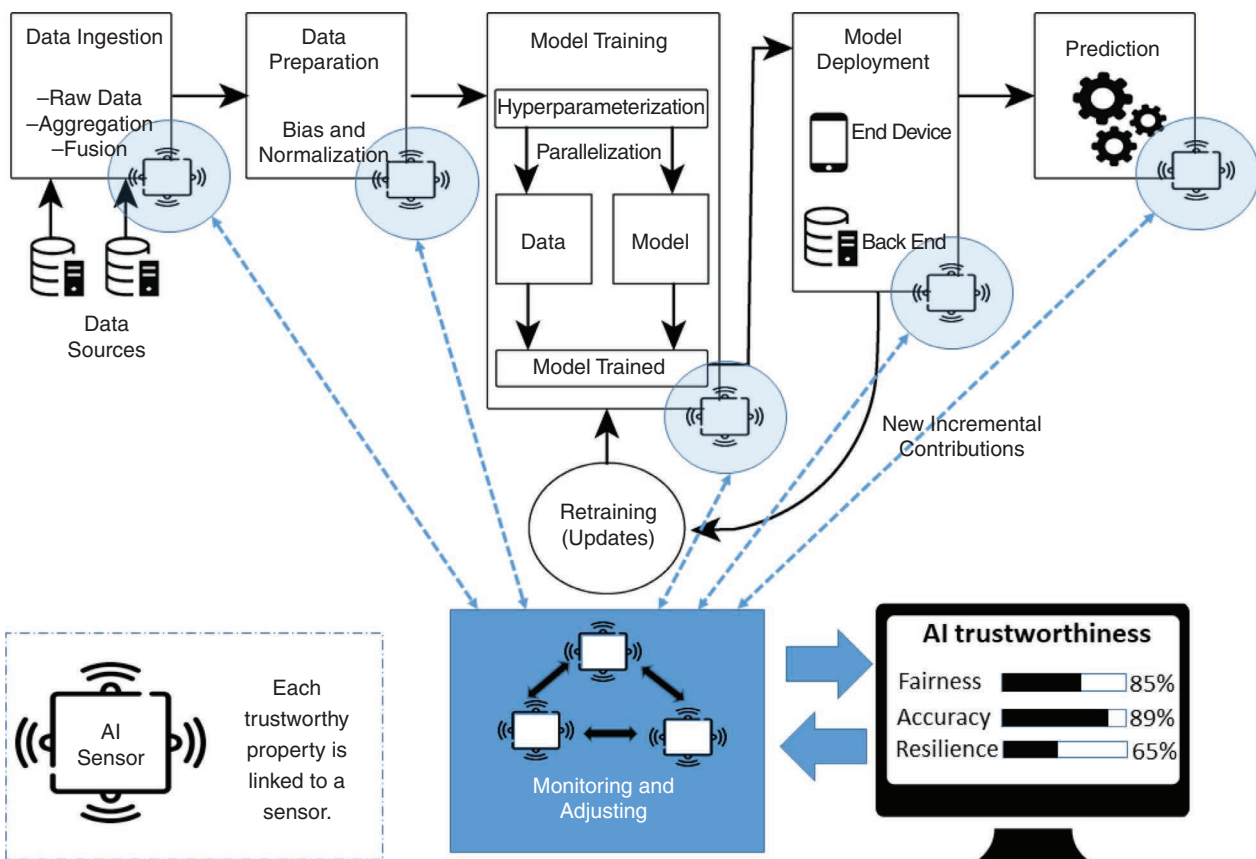 Data Ingestion
–Raw Data
–Aggregation
–Fusion
Data
Sources
Data
Preparation
Bias and
Normalization
Model Training
Hyperparameterization
Parallelization
Data
Model
Model Trained
Retraining
(Updates)
Model
Deployment
End Device
Back End
New Incremental
Contributions
Prediction
AI
Sensor
Each
trustworthy
property is
linked to a
sensor.
Monitoring and
Adjusting
AI trustworthiness
Fairness 85%
Accuracy 89%
Resilience 65%